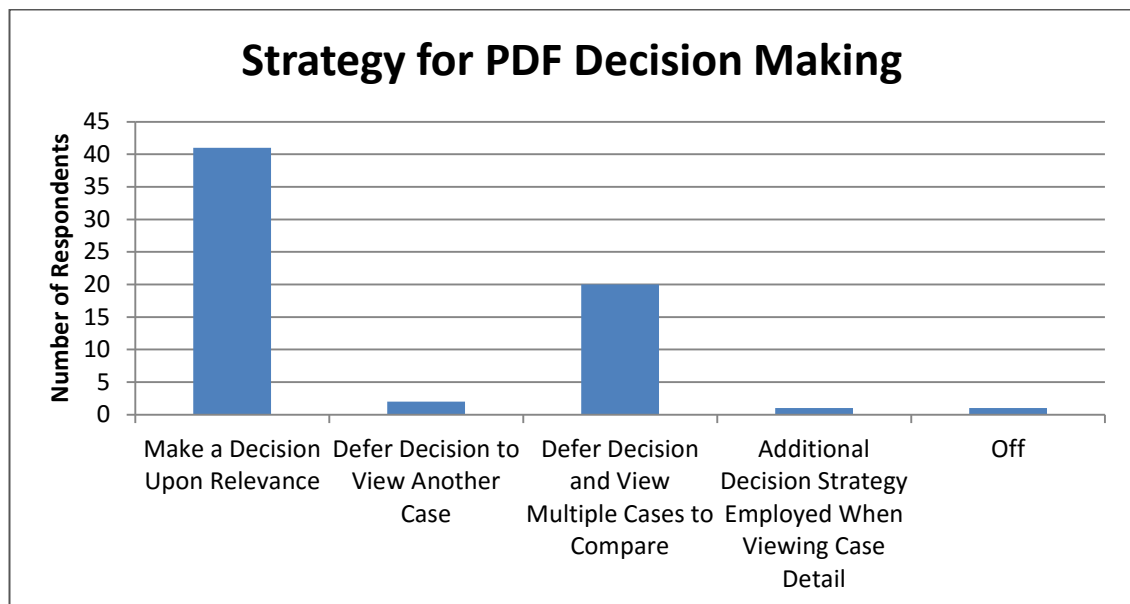 Strategy for PDF Decision Making
Number of Respondents
45
40
35
30
25
20
15
10
5
0
Make a Decision
Upon Relevance
Defer Decision to
View Another
Case
Defer Decision
and View
Multiple Cases to
Compare
Additional
Decision Strategy
Employed When
Viewing Case
Detail
Off